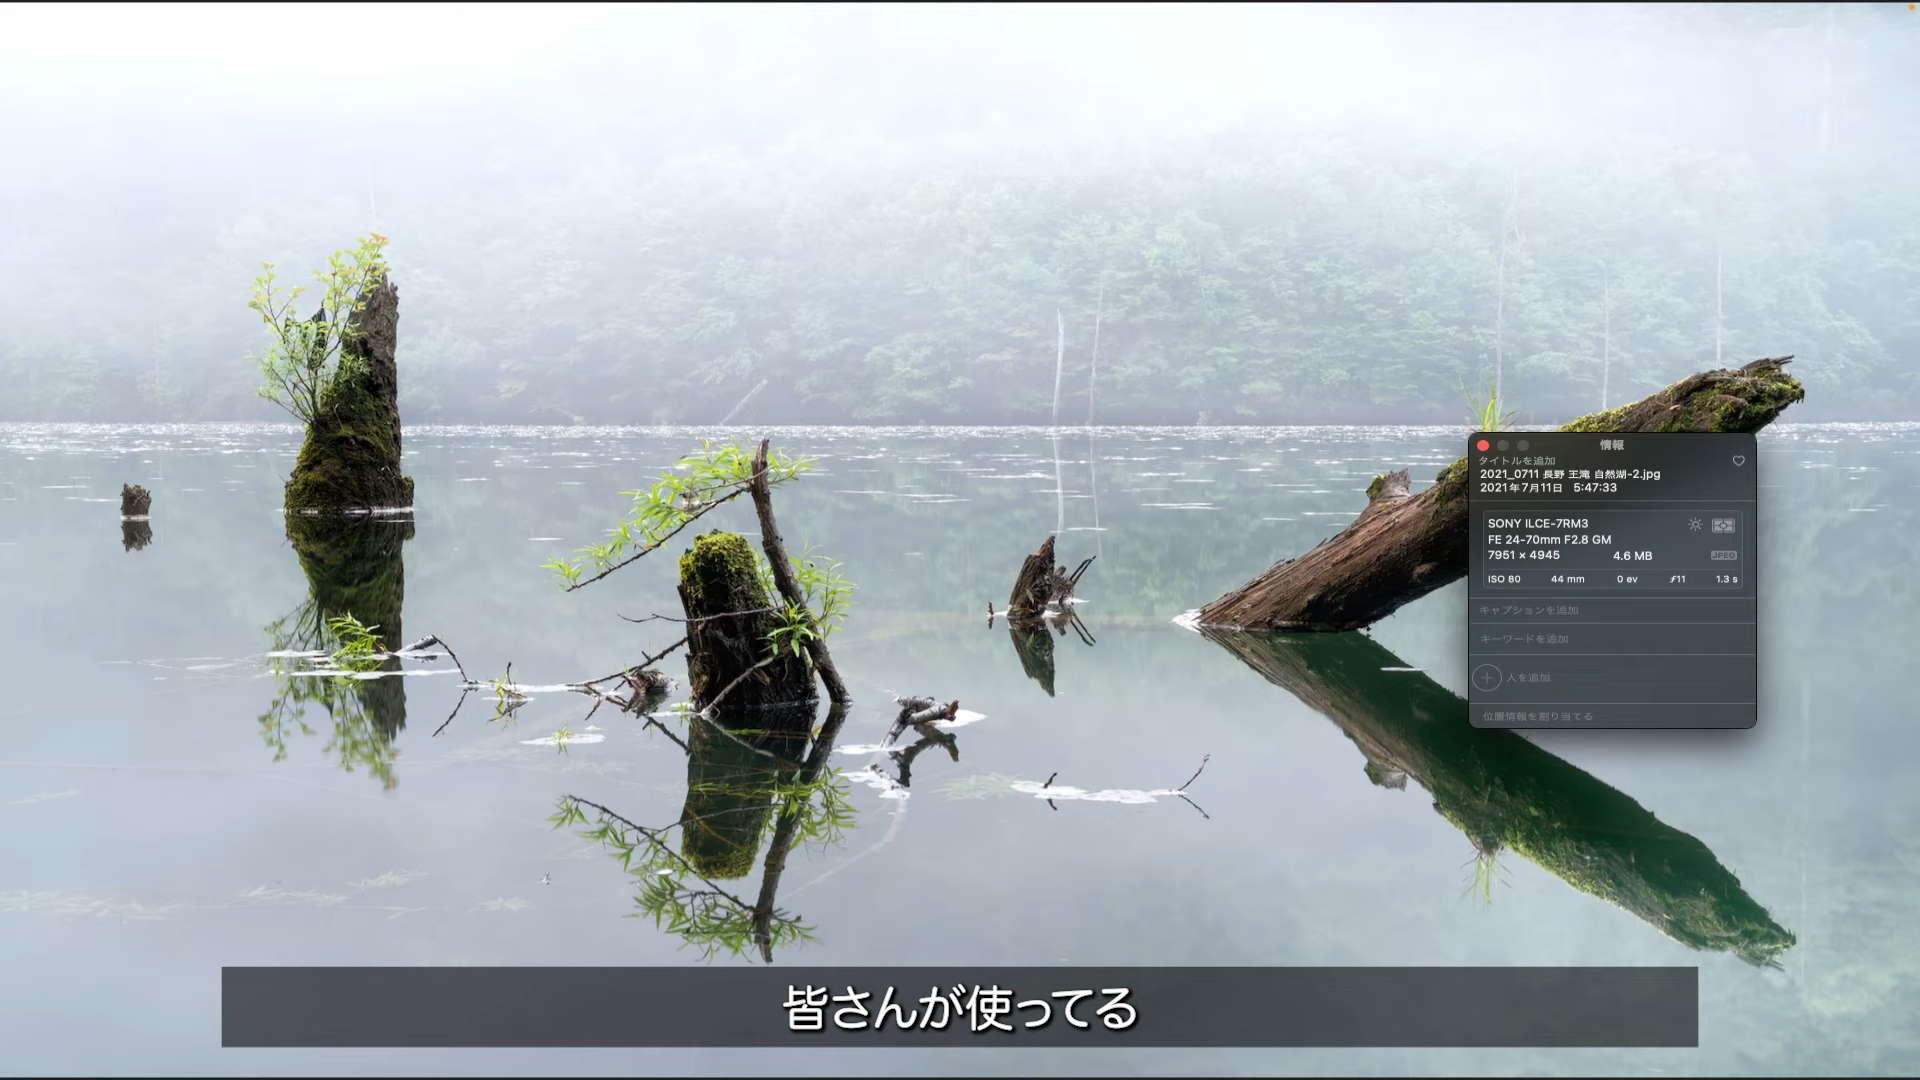 情報
タイトルを追加
2021_0711 長野 王滝 自然湖-2.jpg
2021年7月11日 5:47:33
SONY ILCE-7RM3
FE 24-70mm F2.8 GM
7951 × 4945 4.6 MB JPEG
ISO 80 44 mm 0 ev ƒ11 1.3 s
キャプションを追加
キーワードを追加
人を追加
位置情報を割り当てる
皆さんが使ってる